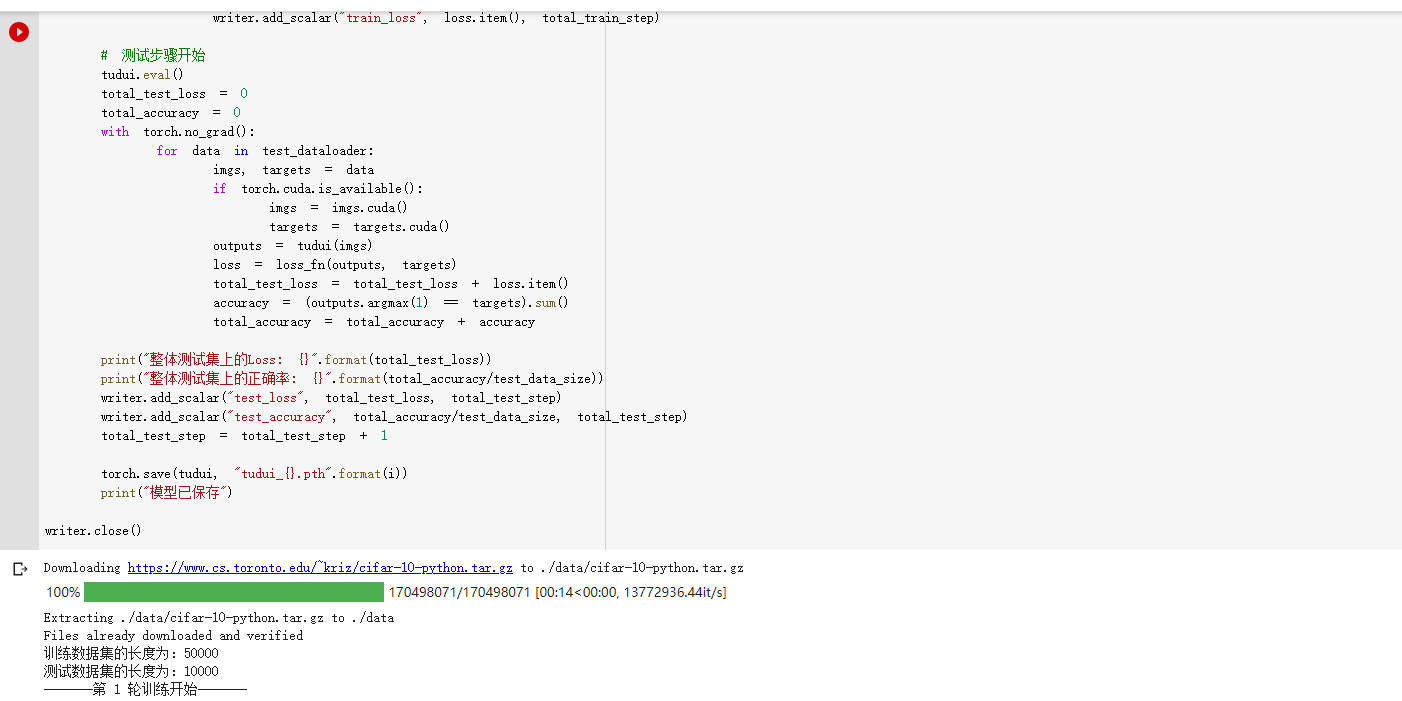 writer.add_scalar("train_loss", loss.item(), total_train_step)
# 测试步骤开始
tudui.eval()
total_test_loss = 0
total_accuracy = 0
with torch.no_grad():
for data in test_dataloader:
imgs, targets = data
if torch.cuda.is_available():
imgs = imgs.cuda()
targets = targets.cuda()
outputs = tudui(imgs)
loss = loss_fn(outputs, targets)
total_test_loss = total_test_loss + loss.item()
accuracy = (outputs.argmax(1) == targets).sum()
total_accuracy = total_accuracy + accuracy
print("整体测试集上的Loss: {}".format(total_test_loss))
print("整体测试集上的正确率: {}".format(total_accuracy/test_data_size))
writer.add_scalar("test_loss", total_test_loss, total_test_step)
writer.add_scalar("test_accuracy", total_accuracy/test_data_size, total_test_step)
total_test_step = total_test_step + 1
torch.save(tudui, "tudui_{}.pth".format(i))
print("模型已保存")
writer.close()
Downloading https://www.cs.toronto.edu/~kriz/cifar-10-python.tar.gz to ./data/cifar-10-python.tar.gz
100% 170498071/170498071 [00:14<00:00, 13772936.44it/s]
Extracting ./data/cifar-10-python.tar.gz to ./data
Files already downloaded and verified
训练数据集的长度为：50000
测试数据集的长度为：10000
-------第 1 轮训练开始-------